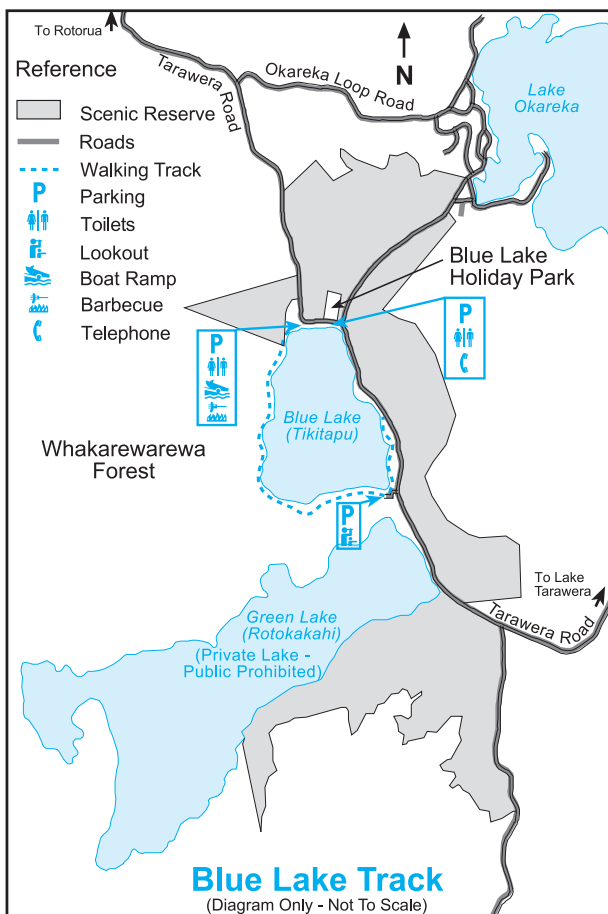 To Rotorua
Tarawera
Road
Okareka Loop Road
N
Lake
Okareka
Reference
Scenic Reserve
Roads
Walking Track
P Parking
Toilets
Lookout
Boat Ramp
Barbecue
Telephone
Blue Lake
Holiday Park
P
P
Blue Lake
(Tikitapu)
Whakarewarewa
Forest
P
To Lake
Tarawera
Tarawera Road
Green Lake
(Rotokakahi)
(Private Lake -
Public Prohibited)
Blue Lake Track
(Diagram Only - Not To Scale)